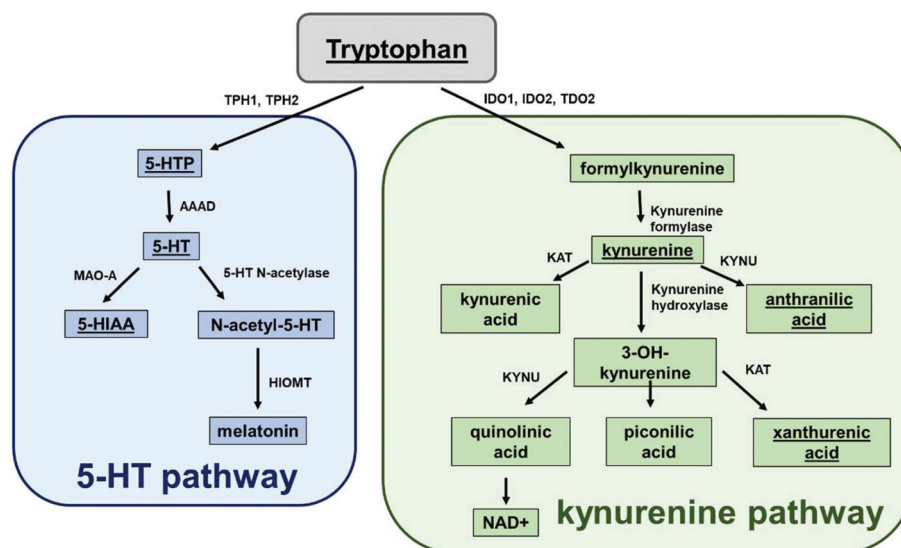 Tryptophan
TPH1, TPH2
IDO1, IDO2, TDO2
5-HTP
AAAD
5-HT
MAO-A
5-HT N-acetylase
5-HIAA
N-acetyl-5-HT
HIOMT
melatonin
5-HT pathway
formylkynurenine
Kynurenine
formylase
kynurenine
KAT
KYNU
Kynurenine
hydroxylase
kynurenic
acid
anthranilic
acid
3-OH-
kynurenine
KYNU
KAT
quinolinic
acid
piconilic
acid
xanthurenic
acid
NAD+
kynurenine pathway